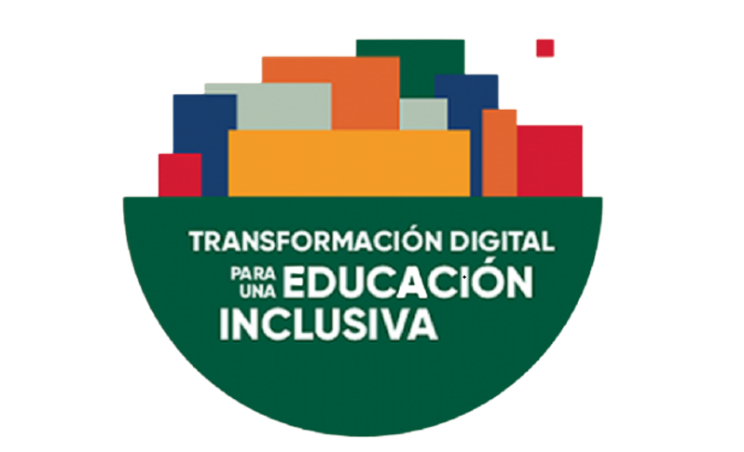 TRANSFORMACIÓN DIGITAL
PARA UNA EDUCACIÓN
INCLUSIVA